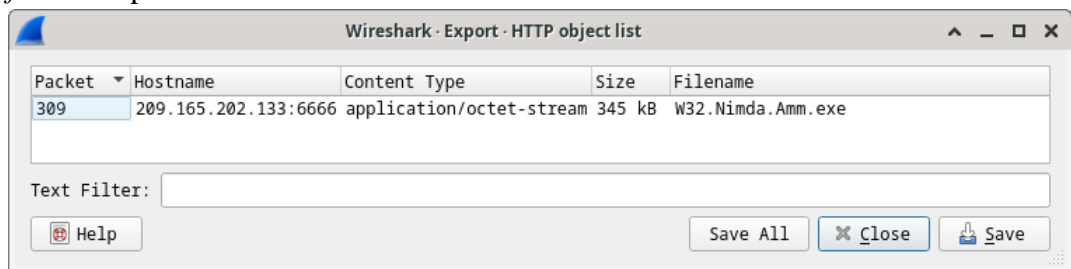 Wireshark · Export · HTTP object list
Packet Hostname Content Type Size Filename
309 209.165.202.133:6666 application/octet-stream 345 kB W32.Nimda.Amm.exe
Text Filter:
Help Save All Close Save